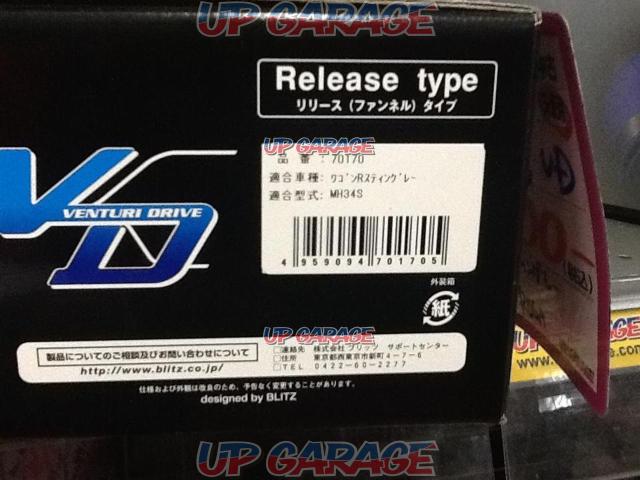 UP GARAGE
Release type
リリース（ファンネル）タイプ
VD
VENTURI DRIVE
品 番 : 70170
適合車種: ワゴンRスティングレー
適合型式: MH34S
4 959094 701705
外装箱
紙
製品についてのご相談及びお問い合わせについて
http://www.blitz.co.jp/
□連絡先 株式会社 ブリッツ サポートセンター
□住所 東京都西東京市新町4-7-6
□TEL 0422-60-2277
仕様および外観は改良のため、予告なく変更することがあります。
designed by BLITZ
UP GARAGE
UP GARAGE
UP GARAGE